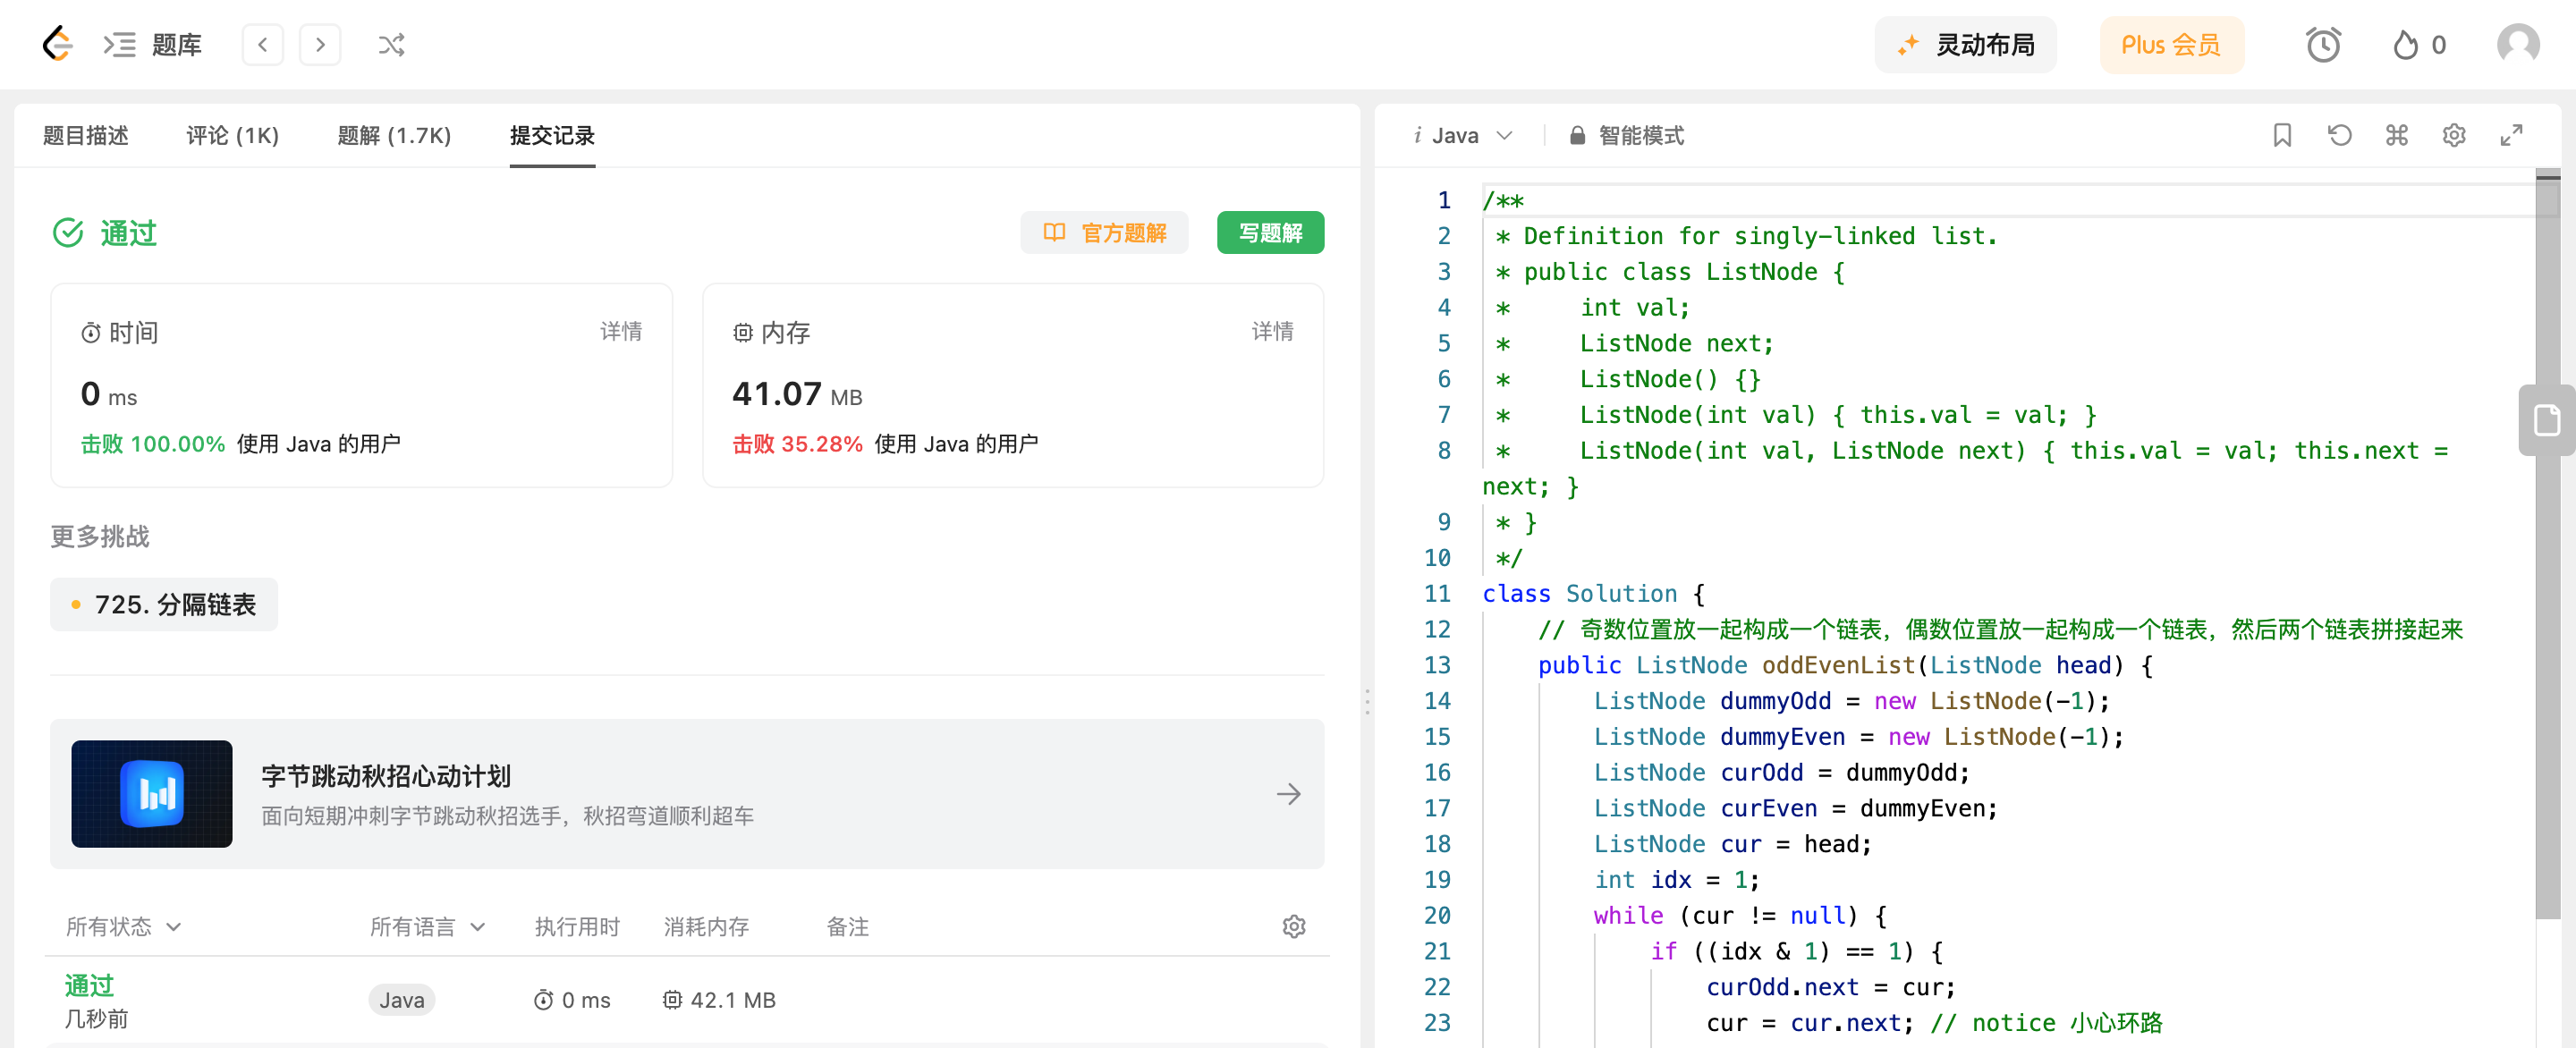 题库
灵动布局
Plus 会员
0
题目描述
评论 (1K)
题解 (1.7K)
提交记录
通过
官方题解
写题解
时间
详情
0 ms
击败 100.00% 使用 Java 的用户
内存
详情
41.07 MB
击败 35.28% 使用 Java 的用户
更多挑战
725. 分隔链表
字节跳动秋招心动计划
面向短期冲刺字节跳动秋招选手，秋招弯道顺利超车
所有状态
所有语言
执行用时
消耗内存
备注
通过
几秒前
Java
0 ms
42.1 MB
i Java
智能模式
1 /**
2  * Definition for singly-linked list.
3  * public class ListNode {
4  *     int val;
5  *     ListNode next;
6  *     ListNode() {}
7  *     ListNode(int val) { this.val = val; }
8  *     ListNode(int val, ListNode next) { this.val = val; this.next =
next; }
9  * }
10  */
11 class Solution {
12     // 奇数位置放一起构成一个链表，偶数位置放一起构成一个链表，然后两个链表拼接起来
13     public ListNode oddEvenList(ListNode head) {
14         ListNode dummyOdd = new ListNode(-1);
15         ListNode dummyEven = new ListNode(-1);
16         ListNode curOdd = dummyOdd;
17         ListNode curEven = dummyEven;
18         ListNode cur = head;
19         int idx = 1;
20         while (cur != null) {
21             if ((idx & 1) == 1) {
22                 curOdd.next = cur;
23                 cur = cur.next; // notice 小心环路